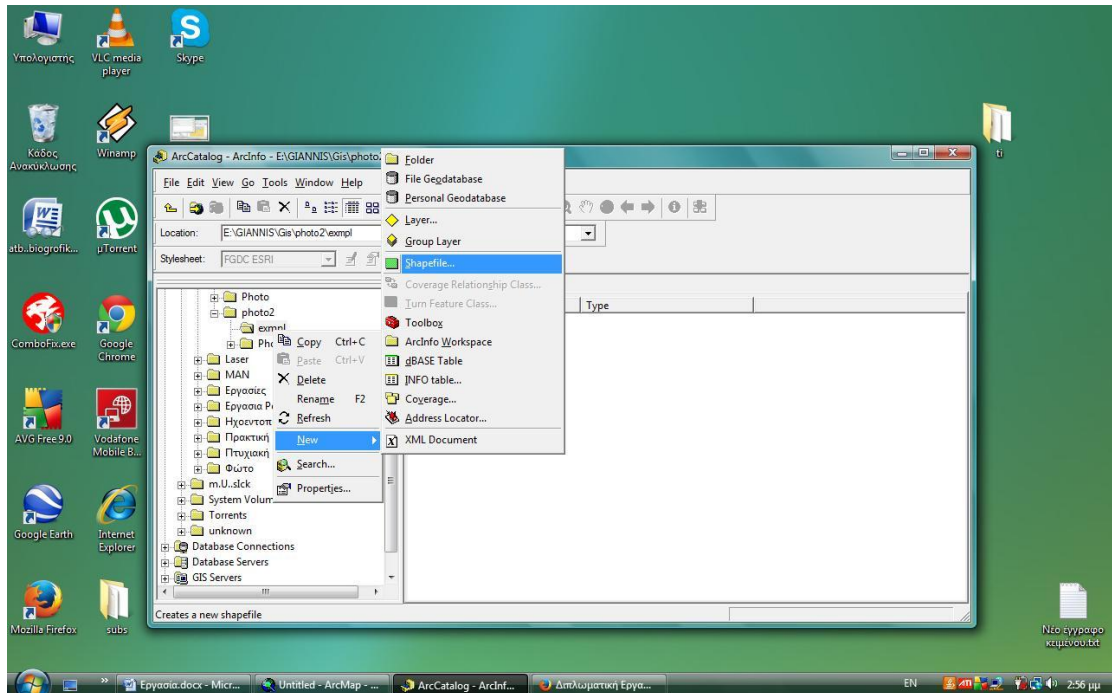 Υπολογιστής
VLC media
player
Skype
Κάδος
Ανακύκλωσης
Winamp
ti
atb..biogrofik...
µTorrent
ComboFix.exe
Google
Chrome
AVG Free 9.0
Vodafone
Mobile B...
Google Earth
Internet
Explorer
Mozilla Firefox
subs
Νέο έγγραφο
κειμένου.txt
ArcCatalog - ArcInfo - E:\GIANNIS\Gis\photo
File Edit View Go Tools Window Help
Location: E:\GIANNIS\Gis\photo2\exmpl
Stylesheet: FGDC ESRI
Type
Photo
photo2
exmpl
Pho
Laser
MAN
Εργασίες
Εργασια
Ηχοεντοπ
Πρακτική
Πτυχιακή
Φώτο
m.U..sIck
System Volum
Torrents
unknown
Database Connections
Database Servers
GIS Servers
Creates a new shapefile
Copy Ctrl+C
Paste Ctrl+V
Delete
Rename F2
Refresh
New
Search...
Properties...
Folder
File Geodatabase
Personal Geodatabase
Layer...
Group Layer
Shapefile...
Coverage Relationship Class...
Turn Feature Class...
Toolbox
ArcInfo Workspace
dBASE Table
INFO table...
Coverage...
Address Locator...
XML Document
Εργασία.docx - Micr...
Untitled - ArcMap - ...
ArcCatalog - ArcInf...
Διπλωματική Εργα...
EN
2:56 μμ